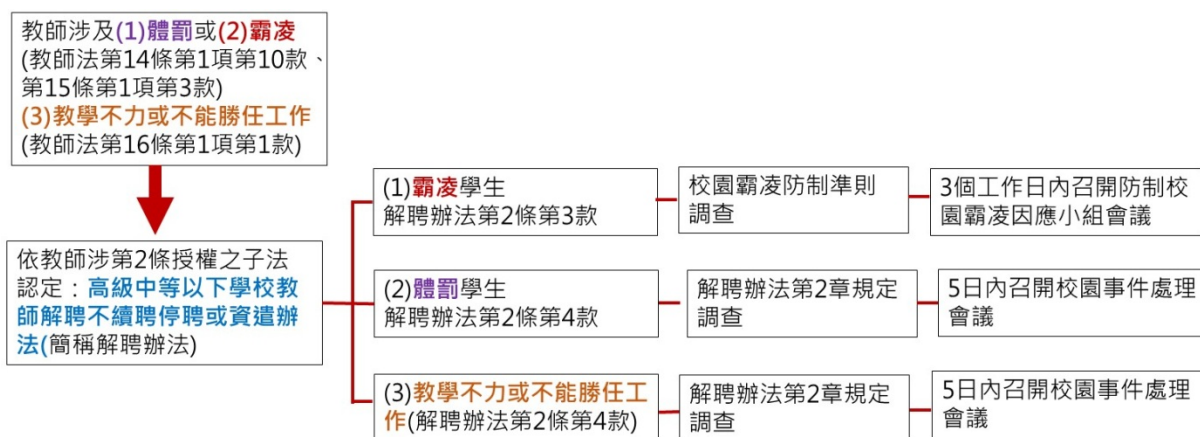 教師涉及(1)體罰或(2)霸凌
(教師法第14條第1項第10款、
第15條第1項第3款)
(3)教學不力或不能勝任工作
(教師法第16條第1項第1款)
依教師涉第2條授權之子法
認定：高級中等以下學校教
師解聘不續聘停聘或資遣辦
法(簡稱解聘辦法)
(1)霸凌學生
解聘辦法第2條第3款
校園霸凌防制準則
調查
3個工作日內召開防制校
園霸凌因應小組會議
(2)體罰學生
解聘辦法第2條第4款
解聘辦法第2章規定
調查
5日內召開校園事件處理
會議
(3)教學不力或不能勝任工
作(解聘辦法第2條第4款)
解聘辦法第2章規定
調查
5日內召開校園事件處理
會議